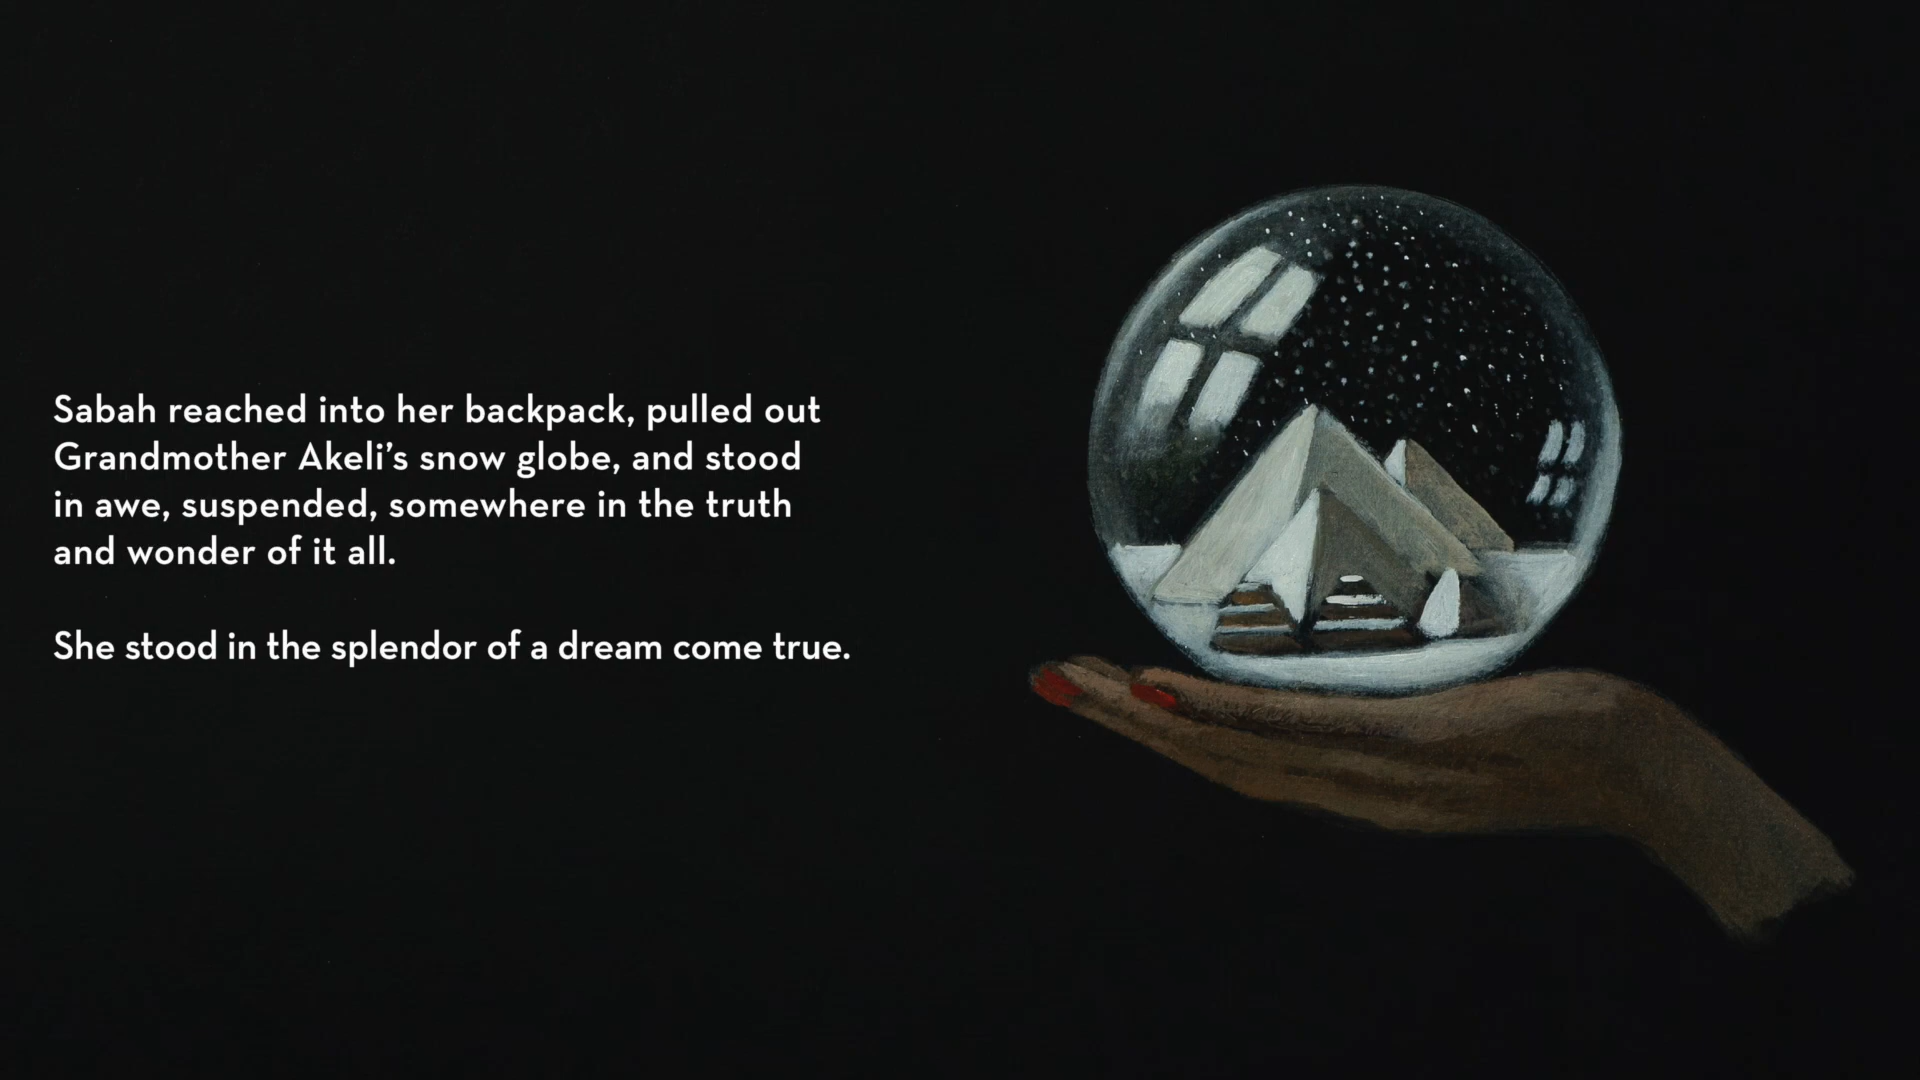 Sabah reached into her backpack, pulled out
Grandmother Akeli’s snow globe, and stood
in awe, suspended, somewhere in the truth
and wonder of it all.
She stood in the splendor of a dream come true.